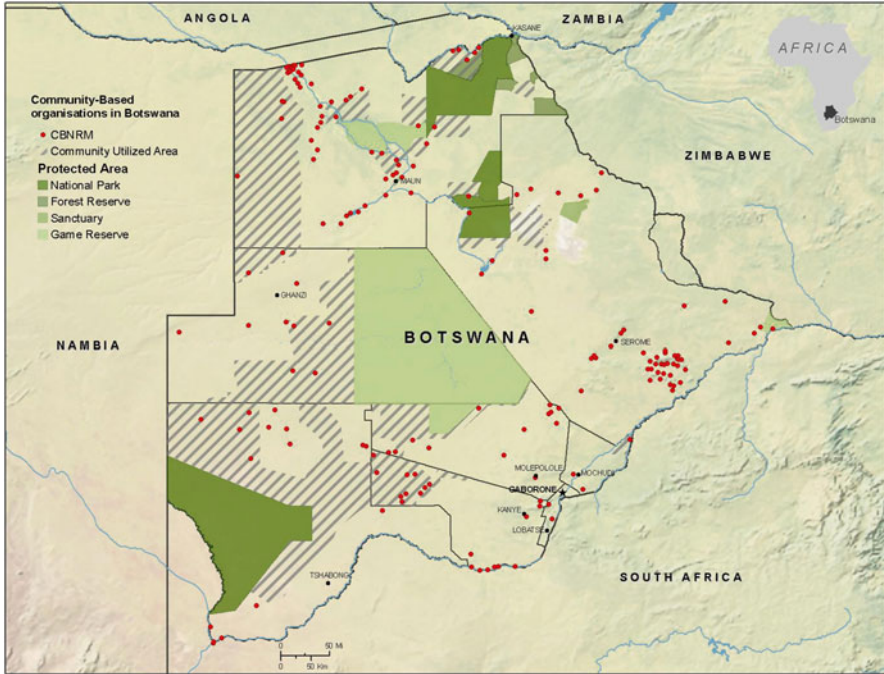 ANGOLA
ZAMBIA
KASANE
AFRICA
Botswana
Community-Based
organisations in Botswana
CBNRM
Community Utilized Area
Protected Area
National Park
Forest Reserve
Sanctuary
Game Reserve
ZIMBABWE
MAUN
GHANZI
NAMBIA
BOTSWANA
SEROME
MOLEPOLOLE
MOCHUDI
GABORONE
KANYE
LOBATSE
TSHABONG
SOUTH AFRICA
0 50 Mi
0 50 Km